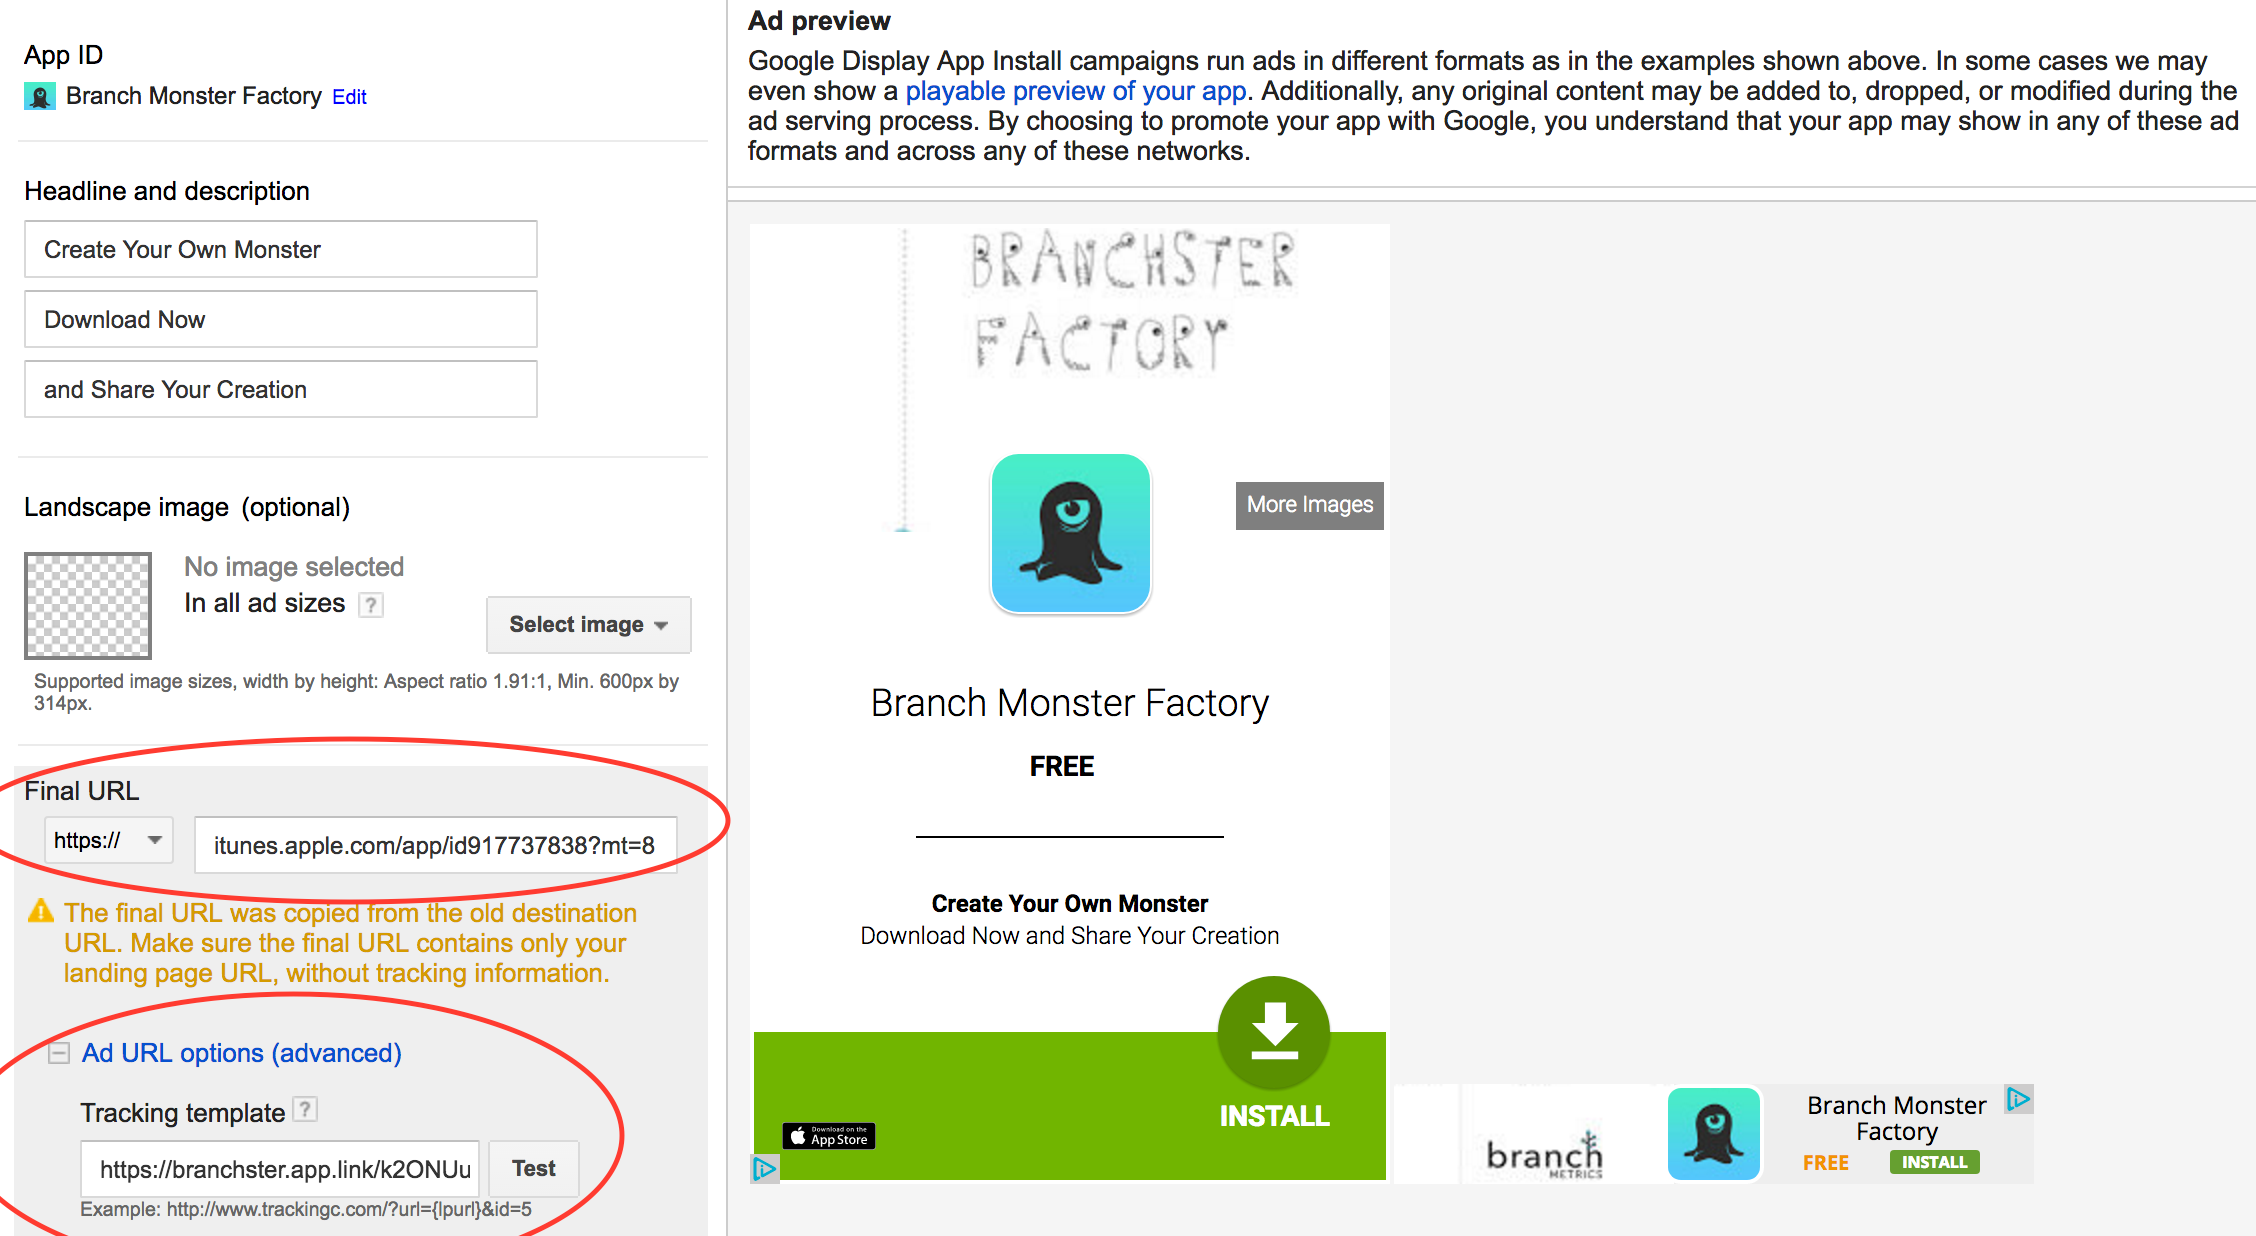 App ID
Branch Monster Factory Edit
Headline and description
Create Your Own Monster
Download Now
and Share Your Creation
Landscape image (optional)
No image selected
In all ad sizes ?
Select image
Supported image sizes, width by height: Aspect ratio 1.91:1, Min. 600px by
314px.
Final URL
https://
itunes.apple.com/app/id917737838?mt=8
The final URL was copied from the old destination
URL. Make sure the final URL contains only your
landing page URL, without tracking information.
Ad URL options (advanced)
Tracking template ?
https://branchster.app.link/k2ONUu
Test
Example: http://www.trackingc.com/?url={lpurl}&id=5
Ad preview
Google Display App Install campaigns run ads in different formats as in the examples shown above. In some cases we may
even show a playable preview of your app. Additionally, any original content may be added to, dropped, or modified during the
ad serving process. By choosing to promote your app with Google, you understand that your app may show in any of these ad
formats and across any of these networks.
BRANCHSTER
FACTORY
More Images
Branch Monster Factory
FREE
Create Your Own Monster
Download Now and Share Your Creation
INSTALL
Download on the
App Store
branch
METRICS
Branch Monster
Factory
FREE
INSTALL